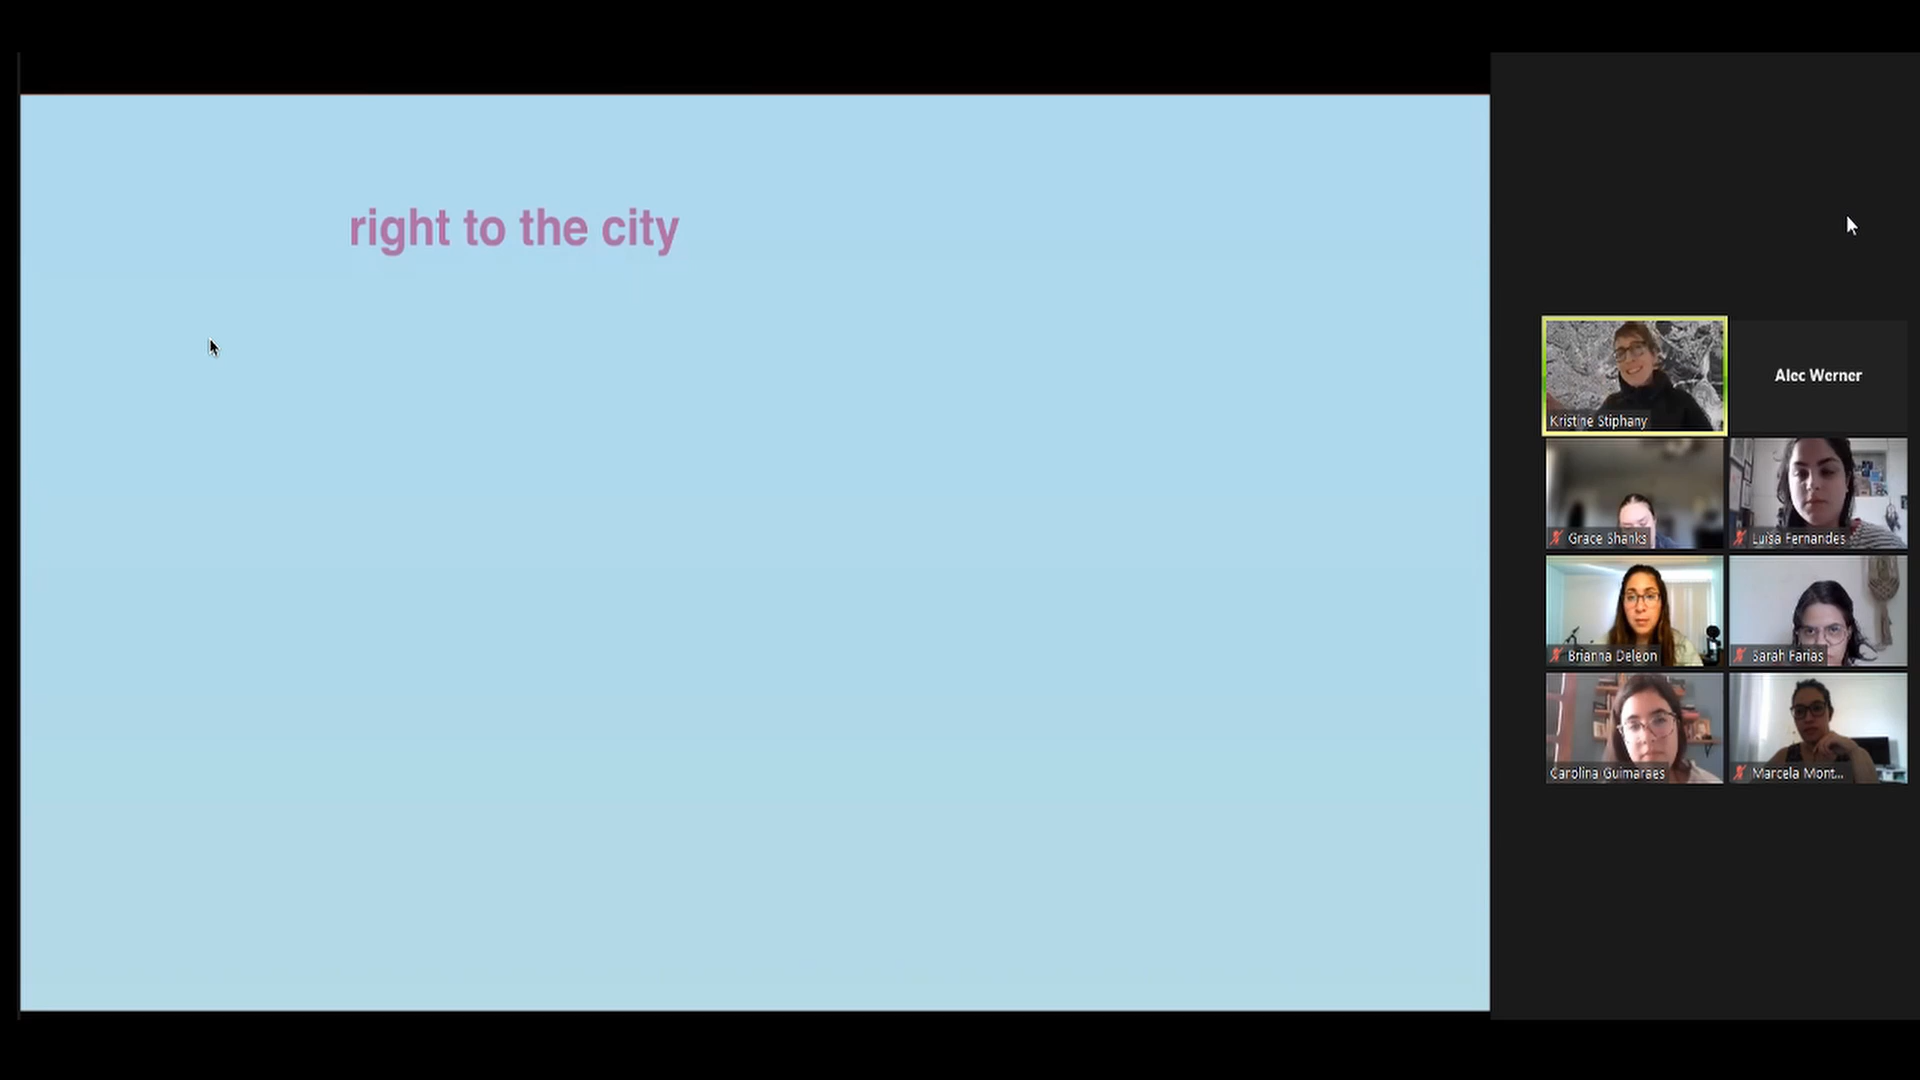 right to the city
Kristine Stiphany
Alec Werner
Grace Shanks
Luisa Fernandes
Brianna Deleon
Sarah Farias
Carolina Guimaraes
Marcela Mont...